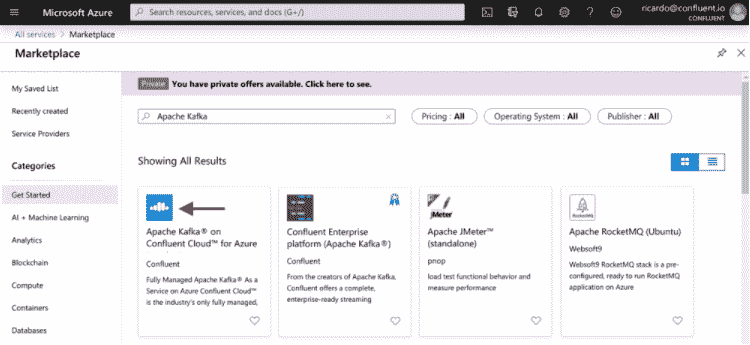 Microsoft Azure
Search resources, services, and docs (G+/)
ricardo@confluent.io
CONFLUENT
All services > Marketplace
Marketplace
My Saved List
Recently created
Service Providers
Categories
Get Started
AI + Machine Learning
Analytics
Blockchain
Compute
Containers
Databases
Private You have private offers available. Click here to see.
Apache Kafka
Pricing : All
Operating System : All
Publisher : All
Showing All Results
Apache Kafka® on
Confluent Cloud™ for Azure
Confluent
Fully Managed Apache Kafka® As a
Service on Azure Confluent Cloud™
is the industry's only fully managed,
Confluent Enterprise
platform (Apache Kafka®)
Confluent
From the creators of Apache Kafka,
Confluent offers a complete,
enterprise-ready streaming
JMeter
Apache JMeter™
(standalone)
pnop
load test functional behavior and
measure performance
RocketMQ
Apache RocketMQ (Ubuntu)
Websoft9
Websoft9 RocketMQ stack is a pre-
configured, ready to run RocketMQ
application on Azure